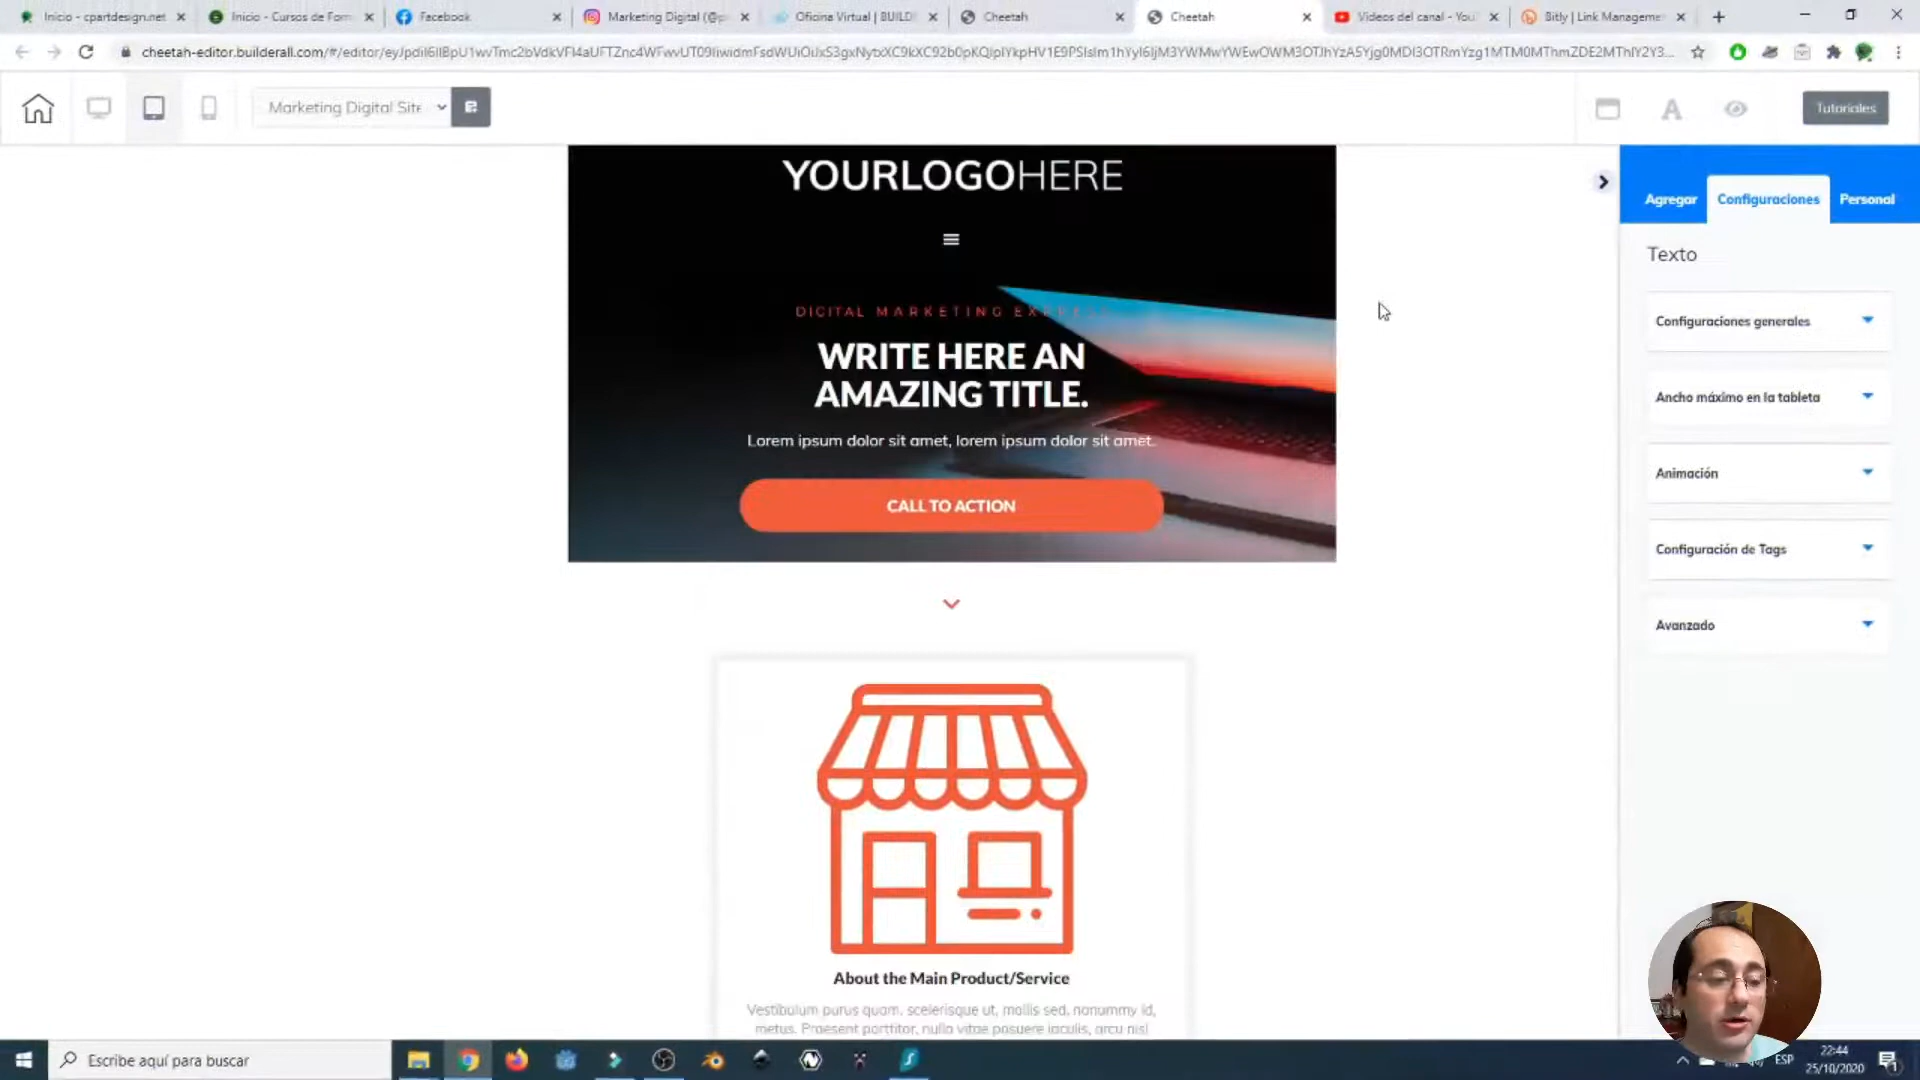 Inicio - cpartdesign.net
Inicio - Cursos de Form
Facebook
Marketing Digital (@p
Oficina Virtual | BUILD
Cheetah
Cheetah
Videos del canal - You
Bitly | Link Manageme
Marketing Digital Site
Tutoriales
YOURLOGOHERE
DIGITAL MARKETING
WRITE HERE AN
AMAZING TITLE.
Lorem ipsum dolor sit amet, lorem ipsum dolor sit amet.
CALL TO ACTION
About the Main Product/Service
Vestibulum purus quam, scelerisque ut, mollis sed, nonummy id,
metus. Praesent porttitor, nulla vitae posuere iaculis, arcu nisl
Agregar
Configuraciones
Personal
Texto
Configuraciones generales
Ancho máximo en la tableta
Animación
Configuración de Tags
Avanzado
Escribe aquí para buscar
ESP
22:44
25/10/2020